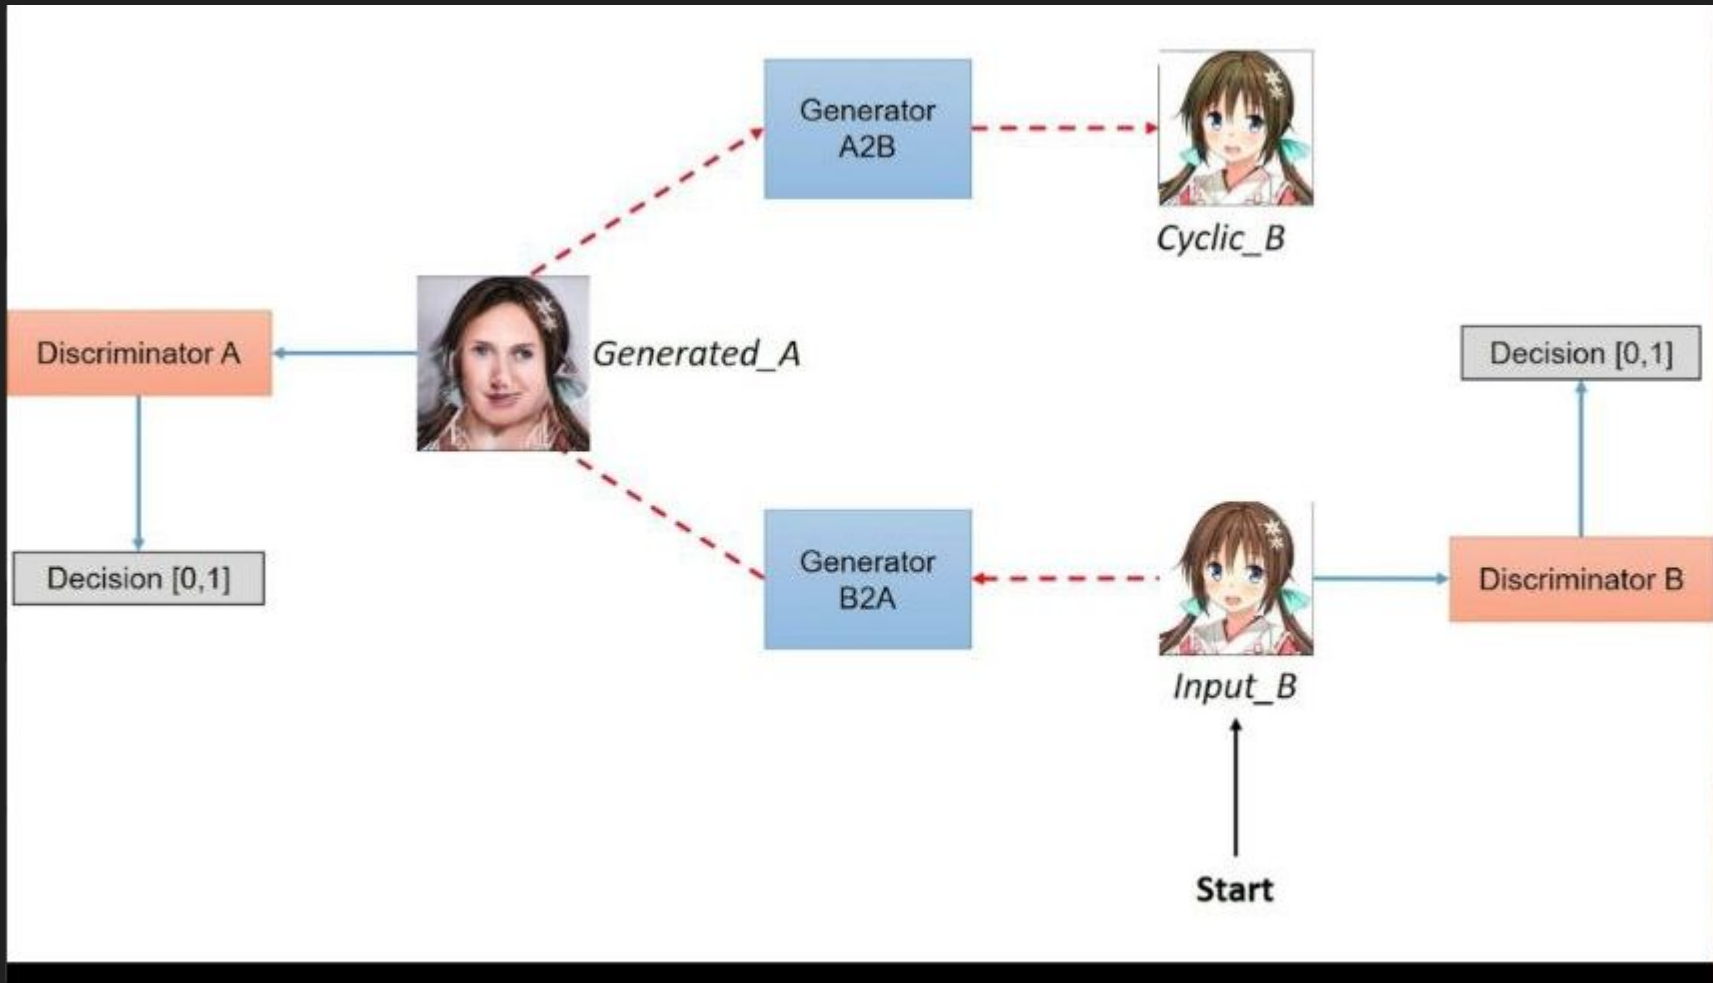 Generator
A2B
Cyclic_B
Discriminator A
Generated_A
Decision [0,1]
Decision [0,1]
Generator
B2A
Discriminator B
Input_B
Start